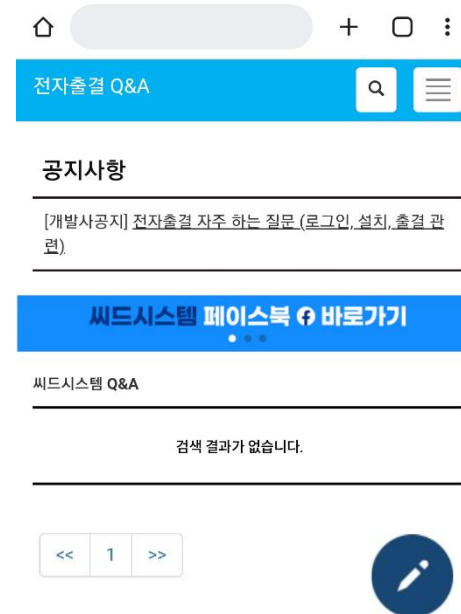 전자출결 Q&A
공지사항
[개발사공지] 전자출결 자주 하는 질문 (로그인, 설치, 출결 관
련)
씨드시스템 페이스북 바로가기
씨드시스템 Q&A
검색 결과가 없습니다.
<< 1 >>